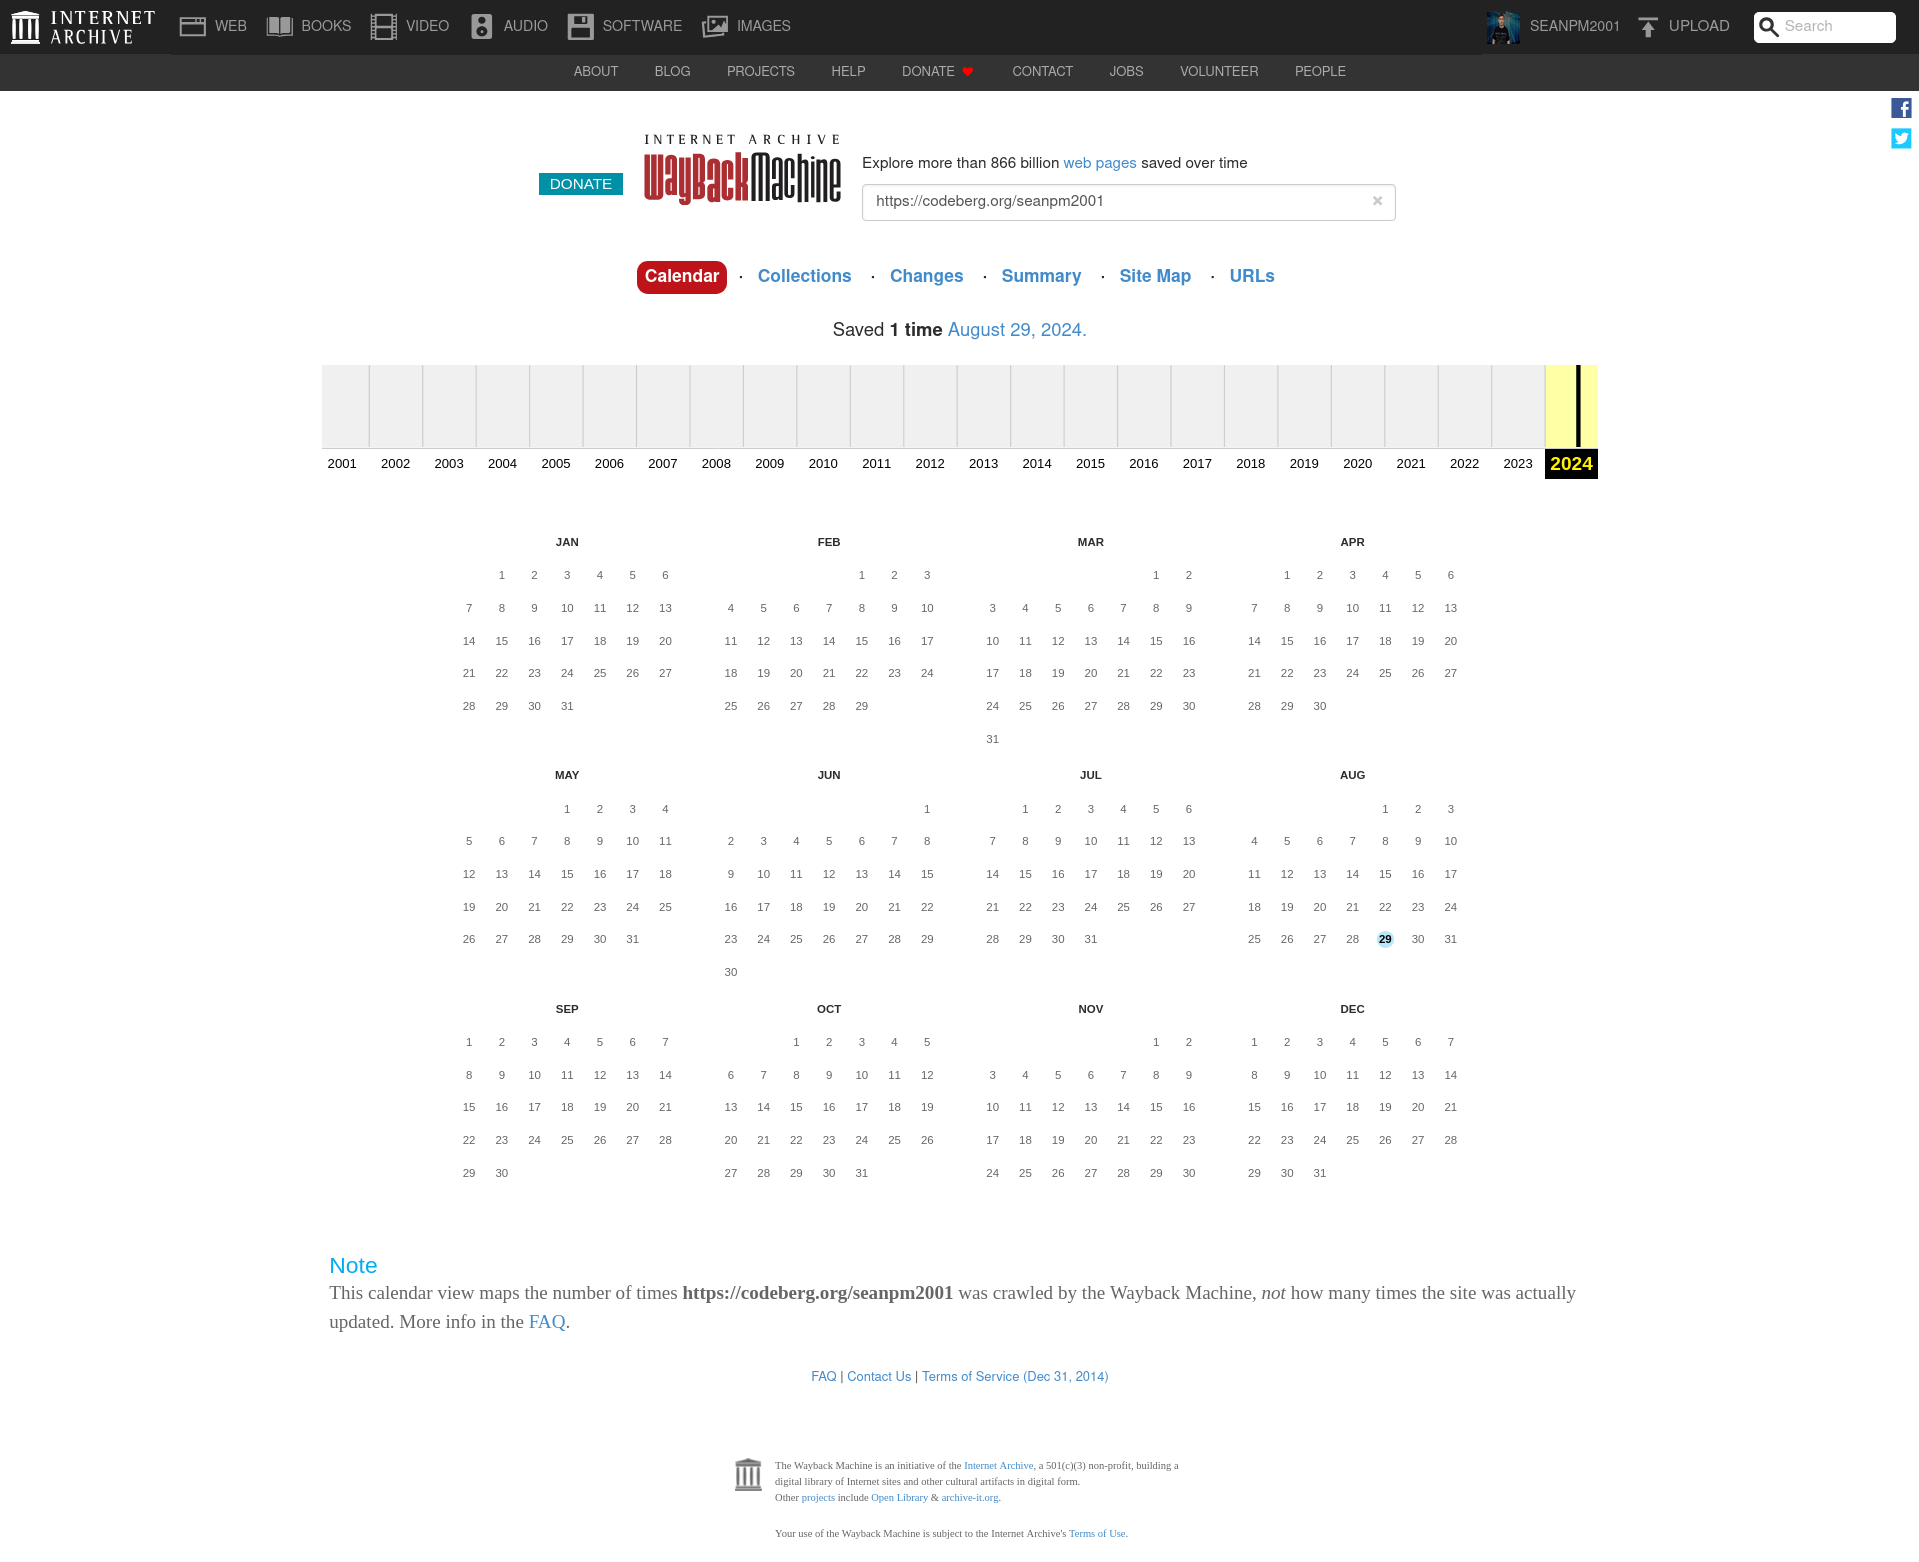 INTERNET ARCHIVE WEB BOOKS VIDEO AUDIO SOFTWARE IMAGES SEANPM2001 UPLOAD Search
ABOUT BLOG PROJECTS HELP DONATE CONTACT JOBS VOLUNTEER PEOPLE
INTERNET ARCHIVE
WayBack Machine
DONATE
Explore more than 866 billion web pages saved over time
https://codeberg.org/seanpm2001 ×
Calendar · Collections · Changes · Summary · Site Map · URLs
Saved 1 time August 29, 2024.
2001 2002 2003 2004 2005 2006 2007 2008 2009 2010 2011 2012 2013 2014 2015 2016 2017 2018 2019 2020 2021 2022 2023 2024
JAN FEB MAR APR
1 2 3 4 5 6 1 2 3 1 2 1 2 3 4 5 6
7 8 9 10 11 12 13 4 5 6 7 8 9 10 3 4 5 6 7 8 9 7 8 9 10 11 12 13
14 15 16 17 18 19 20 11 12 13 14 15 16 17 10 11 12 13 14 15 16 14 15 16 17 18 19 20
21 22 23 24 25 26 27 18 19 20 21 22 23 24 17 18 19 20 21 22 23 21 22 23 24 25 26 27
28 29 30 31 25 26 27 28 29 24 25 26 27 28 29 30 28 29 30
31
MAY JUN JUL AUG
1 2 3 4 1 1 2 3 4 5 6 1 2 3
5 6 7 8 9 10 11 2 3 4 5 6 7 8 7 8 9 10 11 12 13 4 5 6 7 8 9 10
12 13 14 15 16 17 18 9 10 11 12 13 14 15 14 15 16 17 18 19 20 11 12 13 14 15 16 17
19 20 21 22 23 24 25 16 17 18 19 20 21 22 21 22 23 24 25 26 27 18 19 20 21 22 23 24
26 27 28 29 30 31 23 24 25 26 27 28 29 28 29 30 31 25 26 27 28 29 30 31
30
SEP OCT NOV DEC
1 2 3 4 5 6 7 1 2 3 4 5 1 2 1 2 3 4 5 6 7
8 9 10 11 12 13 14 6 7 8 9 10 11 12 3 4 5 6 7 8 9 8 9 10 11 12 13 14
15 16 17 18 19 20 21 13 14 15 16 17 18 19 10 11 12 13 14 15 16 15 16 17 18 19 20 21
22 23 24 25 26 27 28 20 21 22 23 24 25 26 17 18 19 20 21 22 23 22 23 24 25 26 27 28
29 30 27 28 29 30 31 24 25 26 27 28 29 30 29 30 31
Note
This calendar view maps the number of times https://codeberg.org/seanpm2001 was crawled by the Wayback Machine, not how many times the site was actually
updated. More info in the FAQ.
FAQ | Contact Us | Terms of Service (Dec 31, 2014)
The Wayback Machine is an initiative of the Internet Archive, a 501(c)(3) non-profit, building a
digital library of Internet sites and other cultural artifacts in digital form.
Other projects include Open Library & archive-it.org.
Your use of the Wayback Machine is subject to the Internet Archive's Terms of Use.